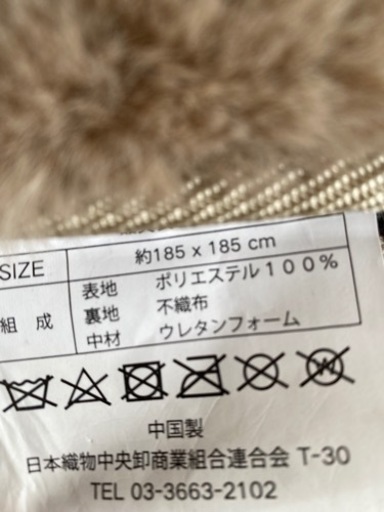 SIZE 約185 x 185 cm
組成 表地 ポリエステル100%
裏地 不織布
中材 ウレタンフォーム
中国製
日本織物中央卸商業組合連合会 T-30
TEL 03-3663-2102